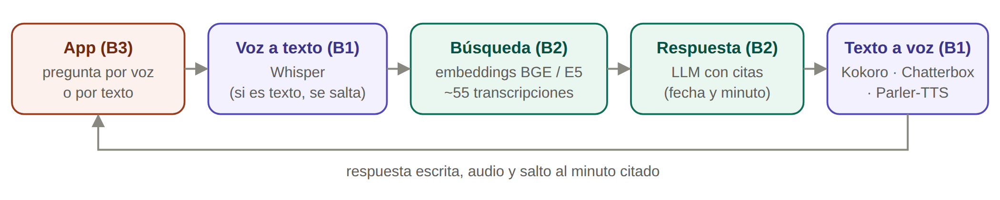 App (B3)
pregunta por voz
o por texto
Voz a texto (B1)
Whisper
(si es texto, se salta)
Búsqueda (B2)
embeddings BGE / E5
~55 transcripciones
Respuesta (B2)
LLM con citas
(fecha y minuto)
Texto a voz (B1)
Kokoro · Chatterbox
· Parler-TTS
respuesta escrita, audio y salto al minuto citado